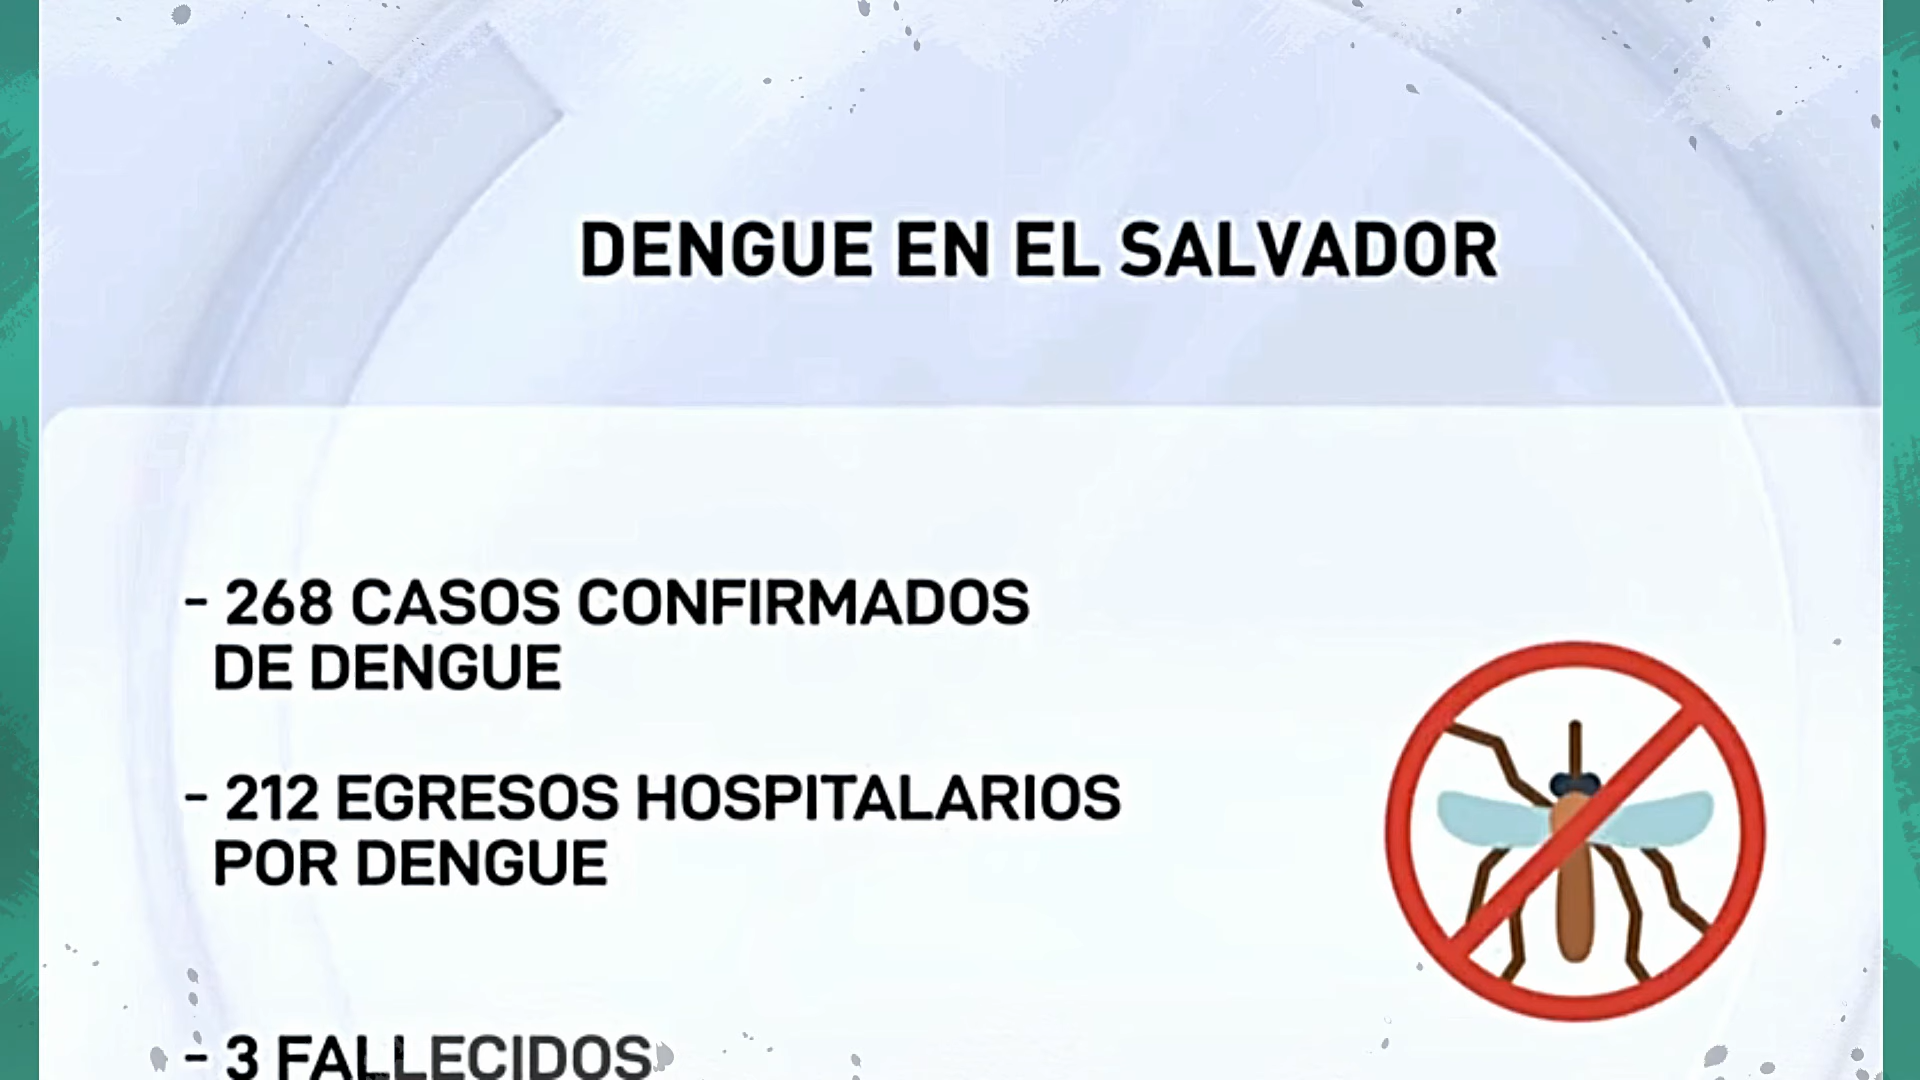 DENGUE EN EL SALVADOR
- 268 CASOS CONFIRMADOS
DE DENGUE
- 212 EGRESOS HOSPITALARIOS
POR DENGUE
- 3 FALLECIDOS